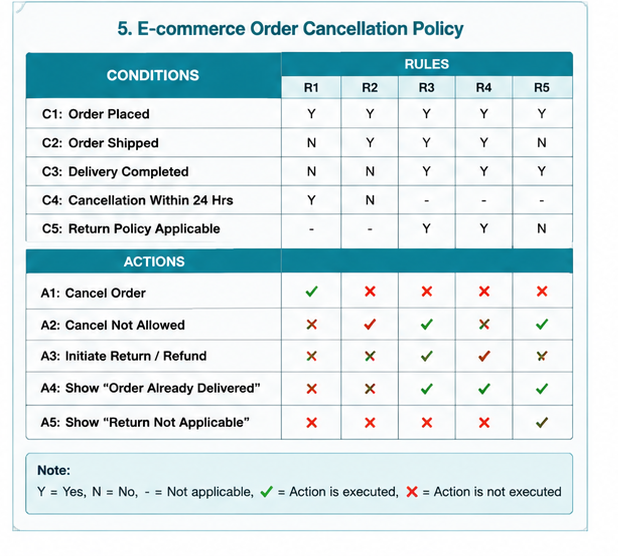 5. E-commerce Order Cancellation Policy
CONDITIONS RULES
R1 R2 R3 R4 R5
C1: Order Placed Y Y Y Y Y
C2: Order Shipped N Y Y Y N
C3: Delivery Completed N N Y Y Y
C4: Cancellation Within 24 Hrs Y N - - -
C5: Return Policy Applicable - - Y Y N
ACTIONS
A1: Cancel Order ✓ ✗ ✗ ✗ ✗
A2: Cancel Not Allowed ✗ ✓ ✓ ✗ ✓
A3: Initiate Return / Refund ✗ ✗ ✓ ✓ ✗
A4: Show “Order Already Delivered” ✗ ✗ ✓ ✓ ✓
A5: Show “Return Not Applicable” ✗ ✗ ✗ ✗ ✓
Note:
Y = Yes, N = No, - = Not applicable, ✓ = Action is executed, ✗ = Action is not executed